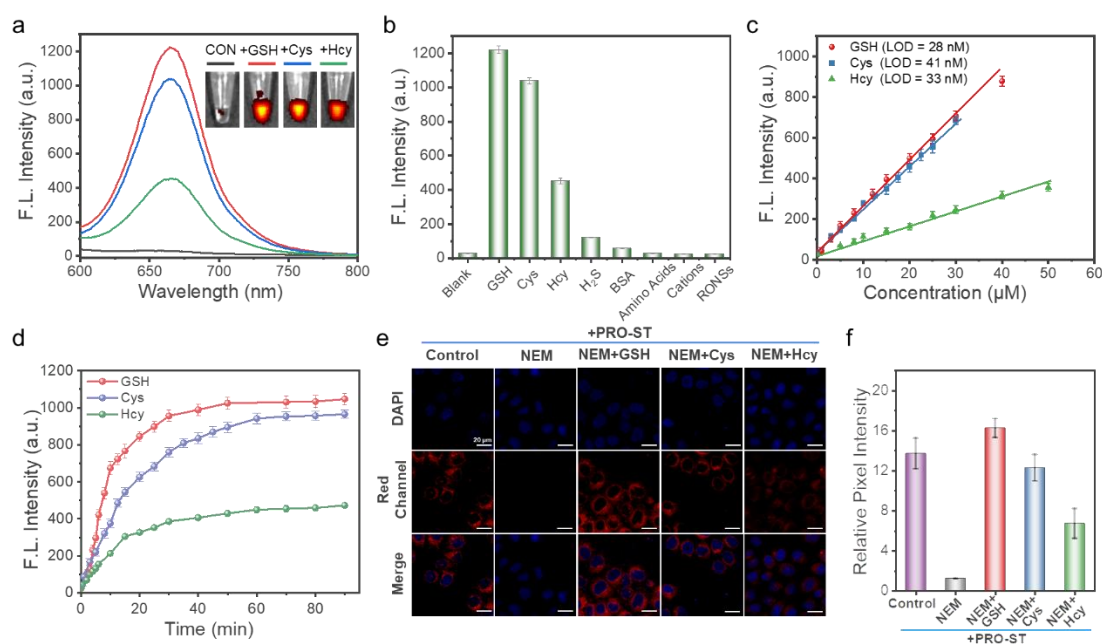 a
CON +GSH +Cys +Hcy
F.L. Intensity (a.u.)
1200
1000
800
600
400
200
0
600 650 700 750 800
Wavelength (nm)
b
F.L. Intensity (a.u.)
1200
1000
800
600
400
200
0
Blank GSH Cys Hcy H₂S BSA Amino Acids Cations RONSs
c
GSH (LOD = 28 nM)
Cys (LOD = 41 nM)
Hcy (LOD = 33 nM)
F.L. Intensity (a.u.)
1000
800
600
400
200
0
0 10 20 30 40 50 60
Concentration (μM)
d
GSH
Cys
Hcy
F.L. Intensity (a.u.)
1200
1000
800
600
400
200
0
0 20 40 60 80
Time (min)
e
+PRO-ST
Control NEM NEM+GSH NEM+Cys NEM+Hcy
DAPI
20 μm
Red
Channel
Merge
f
Relative Pixel Intensity
20
16
12
8
4
0
Control NEM NEM+GSH NEM+Cys NEM+Hcy
+PRO-ST